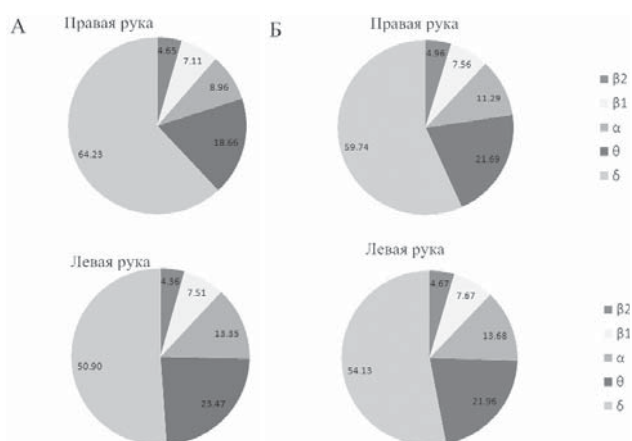 А Б
Правая рука Правая рука
4.65
7.11
8.96
18.66
64.23
4.96
7.56
11.29
21.69
59.74
β2
β1
α
θ
δ
Левая рука Левая рука
4.36
7.51
13.35
23.47
50.90
4.67
7.67
13.68
21.96
54.13
β2
β1
α
θ
δ